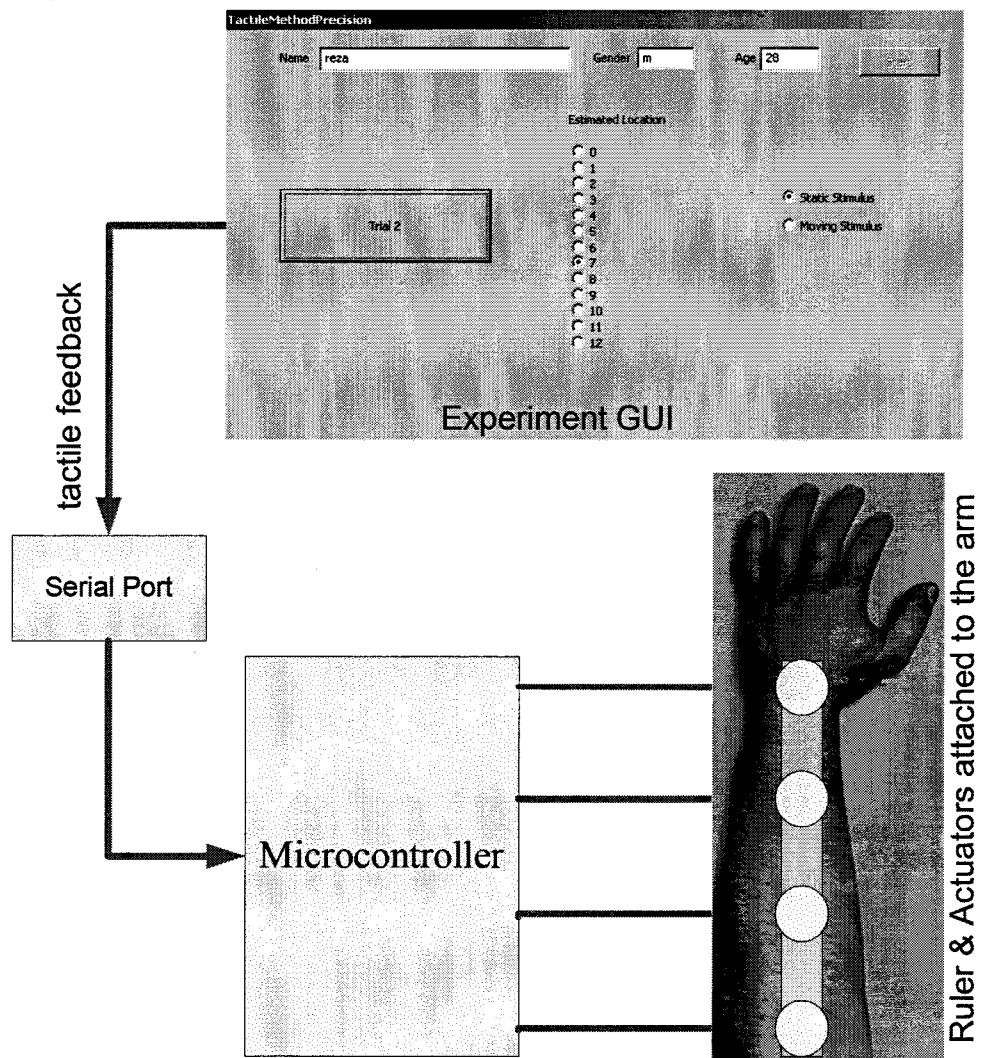 TactileMethodPrecision
Name reza Gender m Age 28
Estimated Location
0
1
2
3
4
5
6
7
8
9
10
11
12
Trial 2
Static Stimulus
Moving Stimulus
Experiment GUI
tactile feedback
Serial Port
Microcontroller
Ruler & Actuators attached to the arm